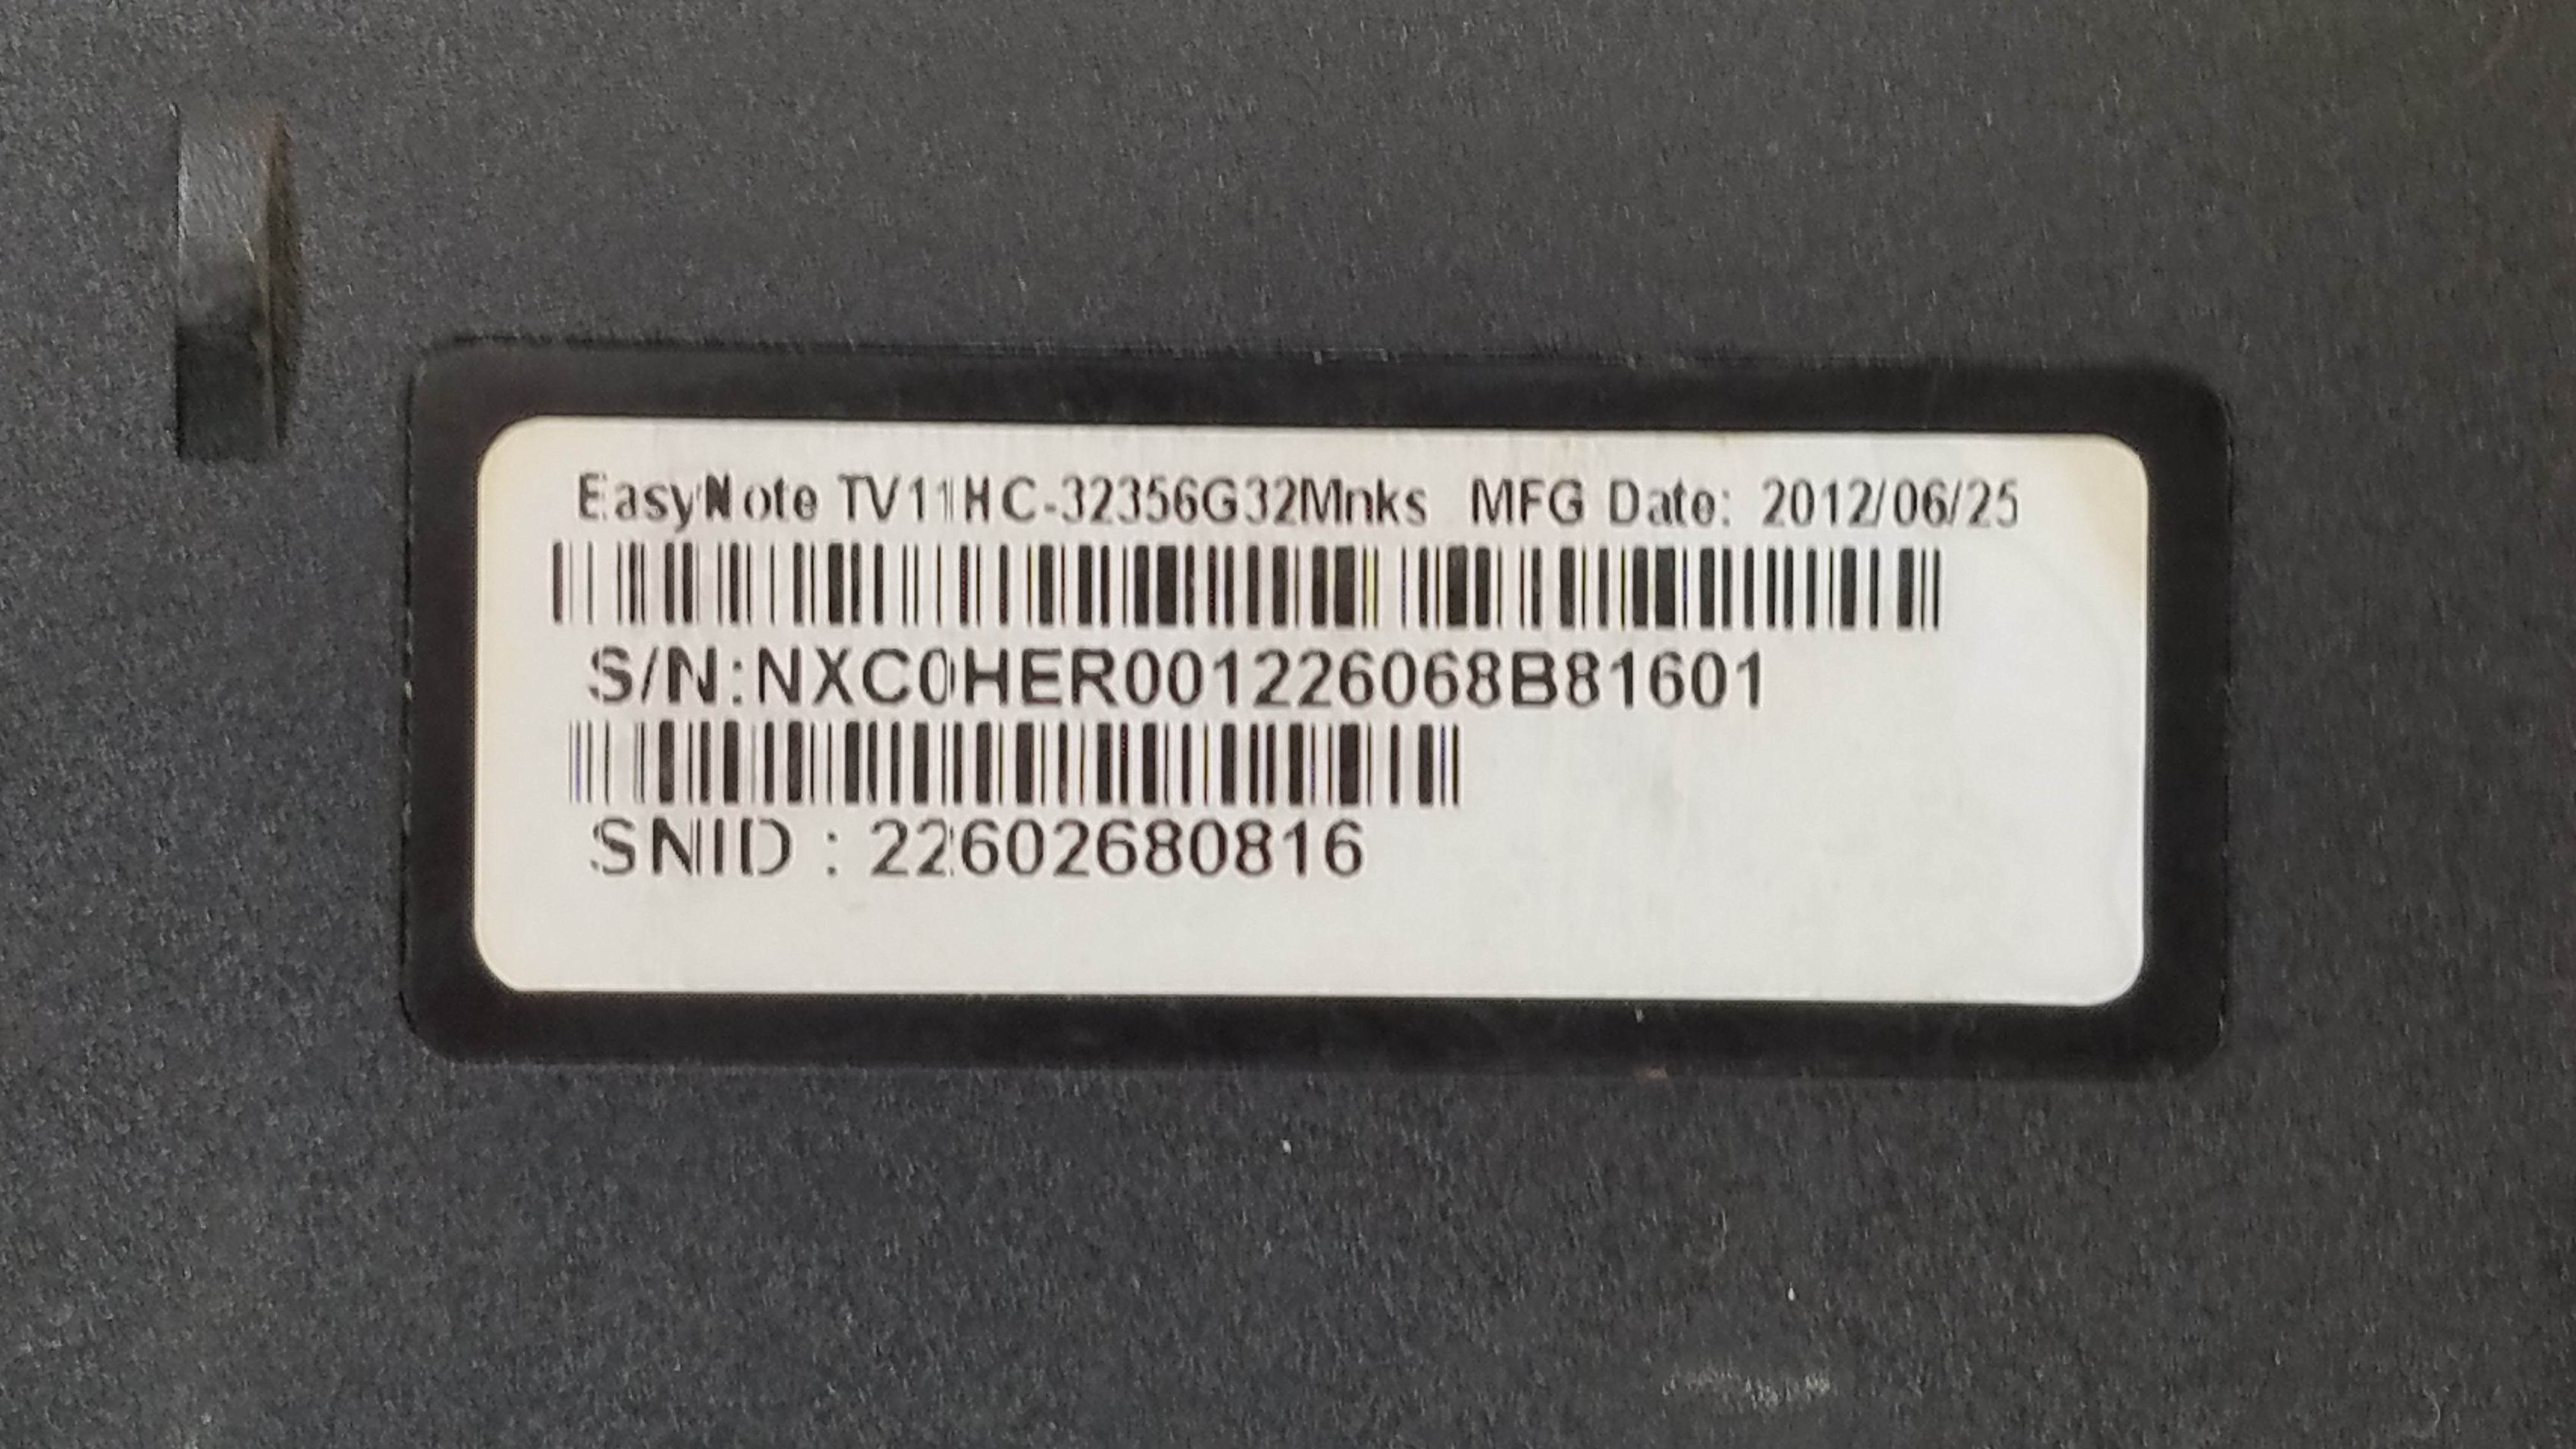 EasyNote TV11HC-32356G32Mnks MFG Date: 2012/06/25
S/N:NXC0HER001226068B81601
SNID : 22602680816